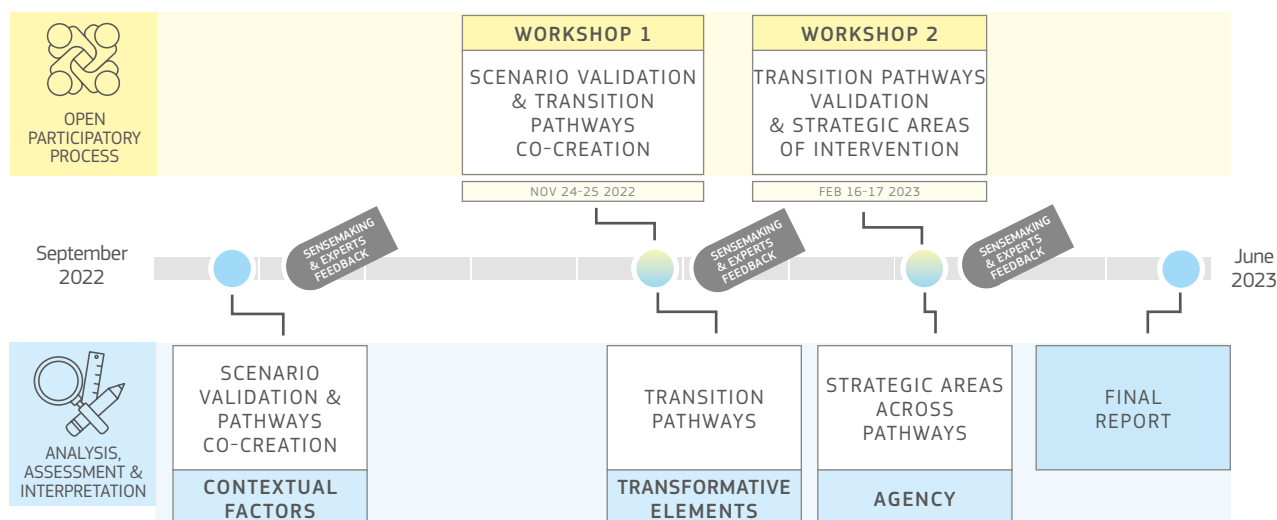 OPEN
PARTICIPATORY
PROCESS
WORKSHOP 1
SCENARIO VALIDATION
& TRANSITION
PATHWAYS
CO-CREATION
NOV 24-25 2022
WORKSHOP 2
TRANSITION PATHWAYS
VALIDATION
& STRATEGIC AREAS
OF INTERVENTION
FEB 16-17 2023
September
2022
SENSEMAKING
& EXPERTS
FEEDBACK
SENSEMAKING
& EXPERTS
FEEDBACK
SENSEMAKING
& EXPERTS
FEEDBACK
June
2023
ANALYSIS,
ASSESSMENT &
INTERPRETATION
SCENARIO
VALIDATION &
PATHWAYS
CO-CREATION
CONTEXTUAL
FACTORS
TRANSITION
PATHWAYS
TRANSFORMATIVE
ELEMENTS
STRATEGIC AREAS
ACROSS
PATHWAYS
AGENCY
FINAL
REPORT